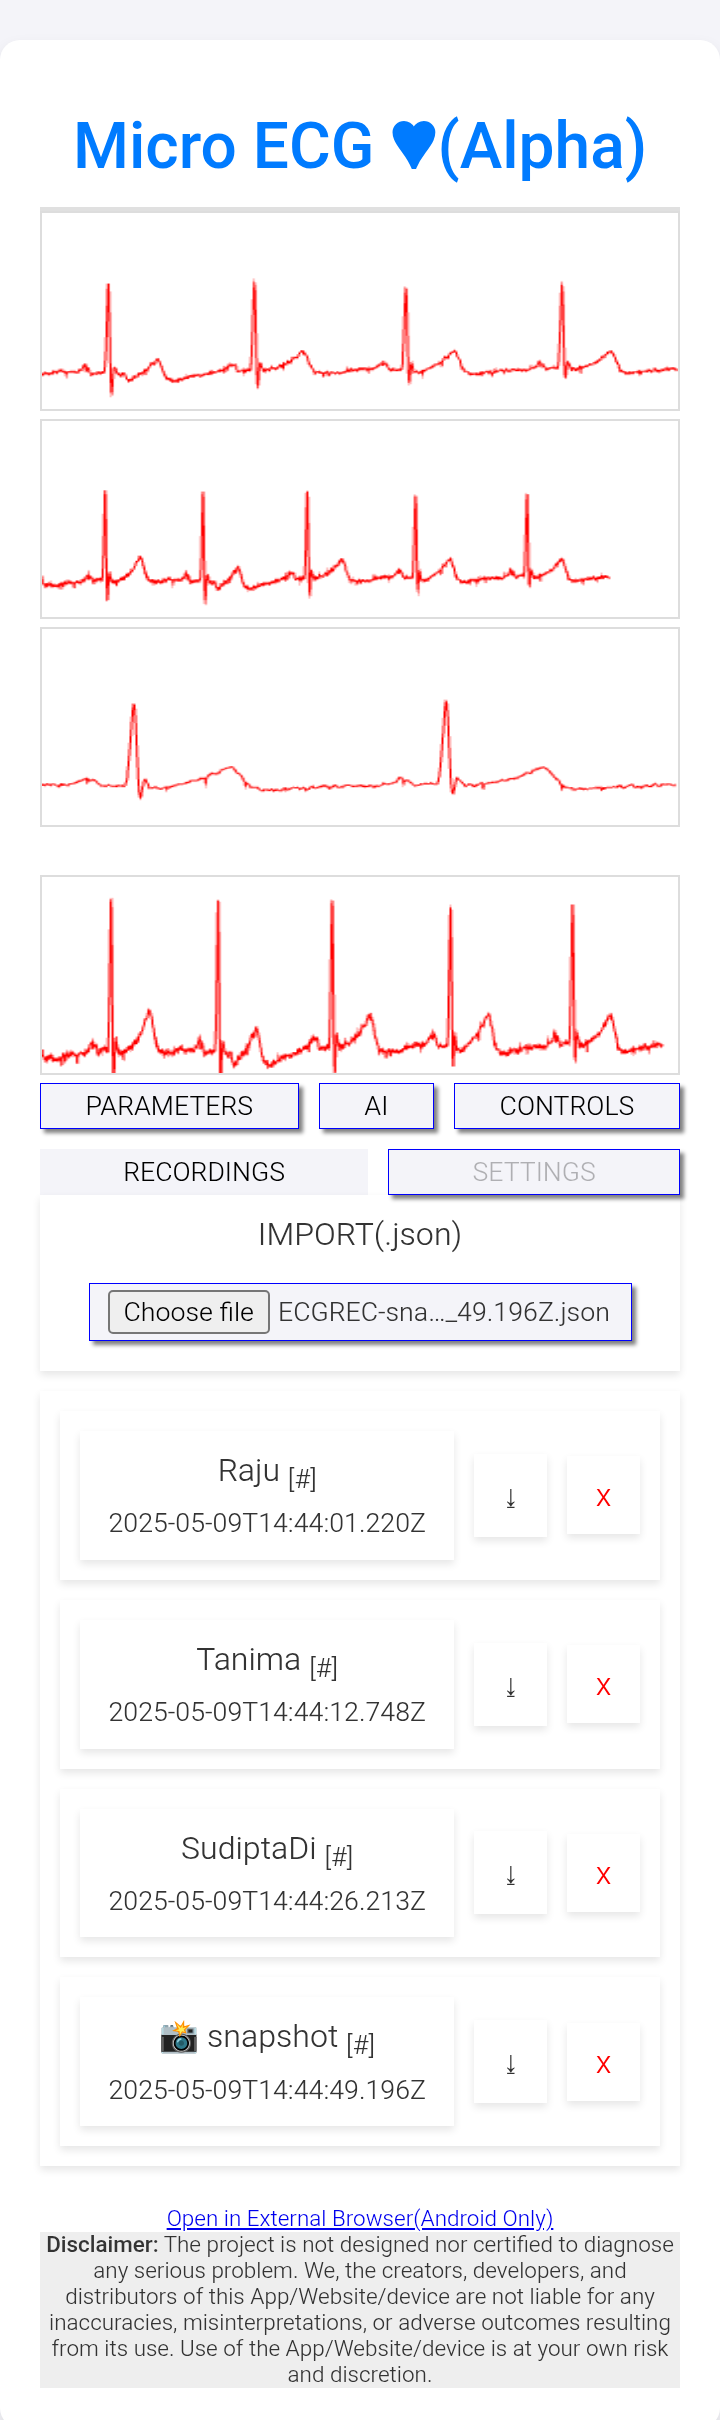 Micro ECG ♥(Alpha)
PARAMETERS AI CONTROLS
RECORDINGS SETTINGS
IMPORT(.json)
Choose file ECGREC-sna..._49.196Z.json
Raju [#]
2025-05-09T14:44:01.220Z
⤓ X
Tanima [#]
2025-05-09T14:44:12.748Z
⤓ X
SudiptaDi [#]
2025-05-09T14:44:26.213Z
⤓ X
📸 snapshot [#]
2025-05-09T14:44:49.196Z
⤓ X
Open in External Browser(Android Only)
Disclaimer: The project is not designed nor certified to diagnose
any serious problem. We, the creators, developers, and
distributors of this App/Website/device are not liable for any
inaccuracies, misinterpretations, or adverse outcomes resulting
from its use. Use of the App/Website/device is at your own risk
and discretion.